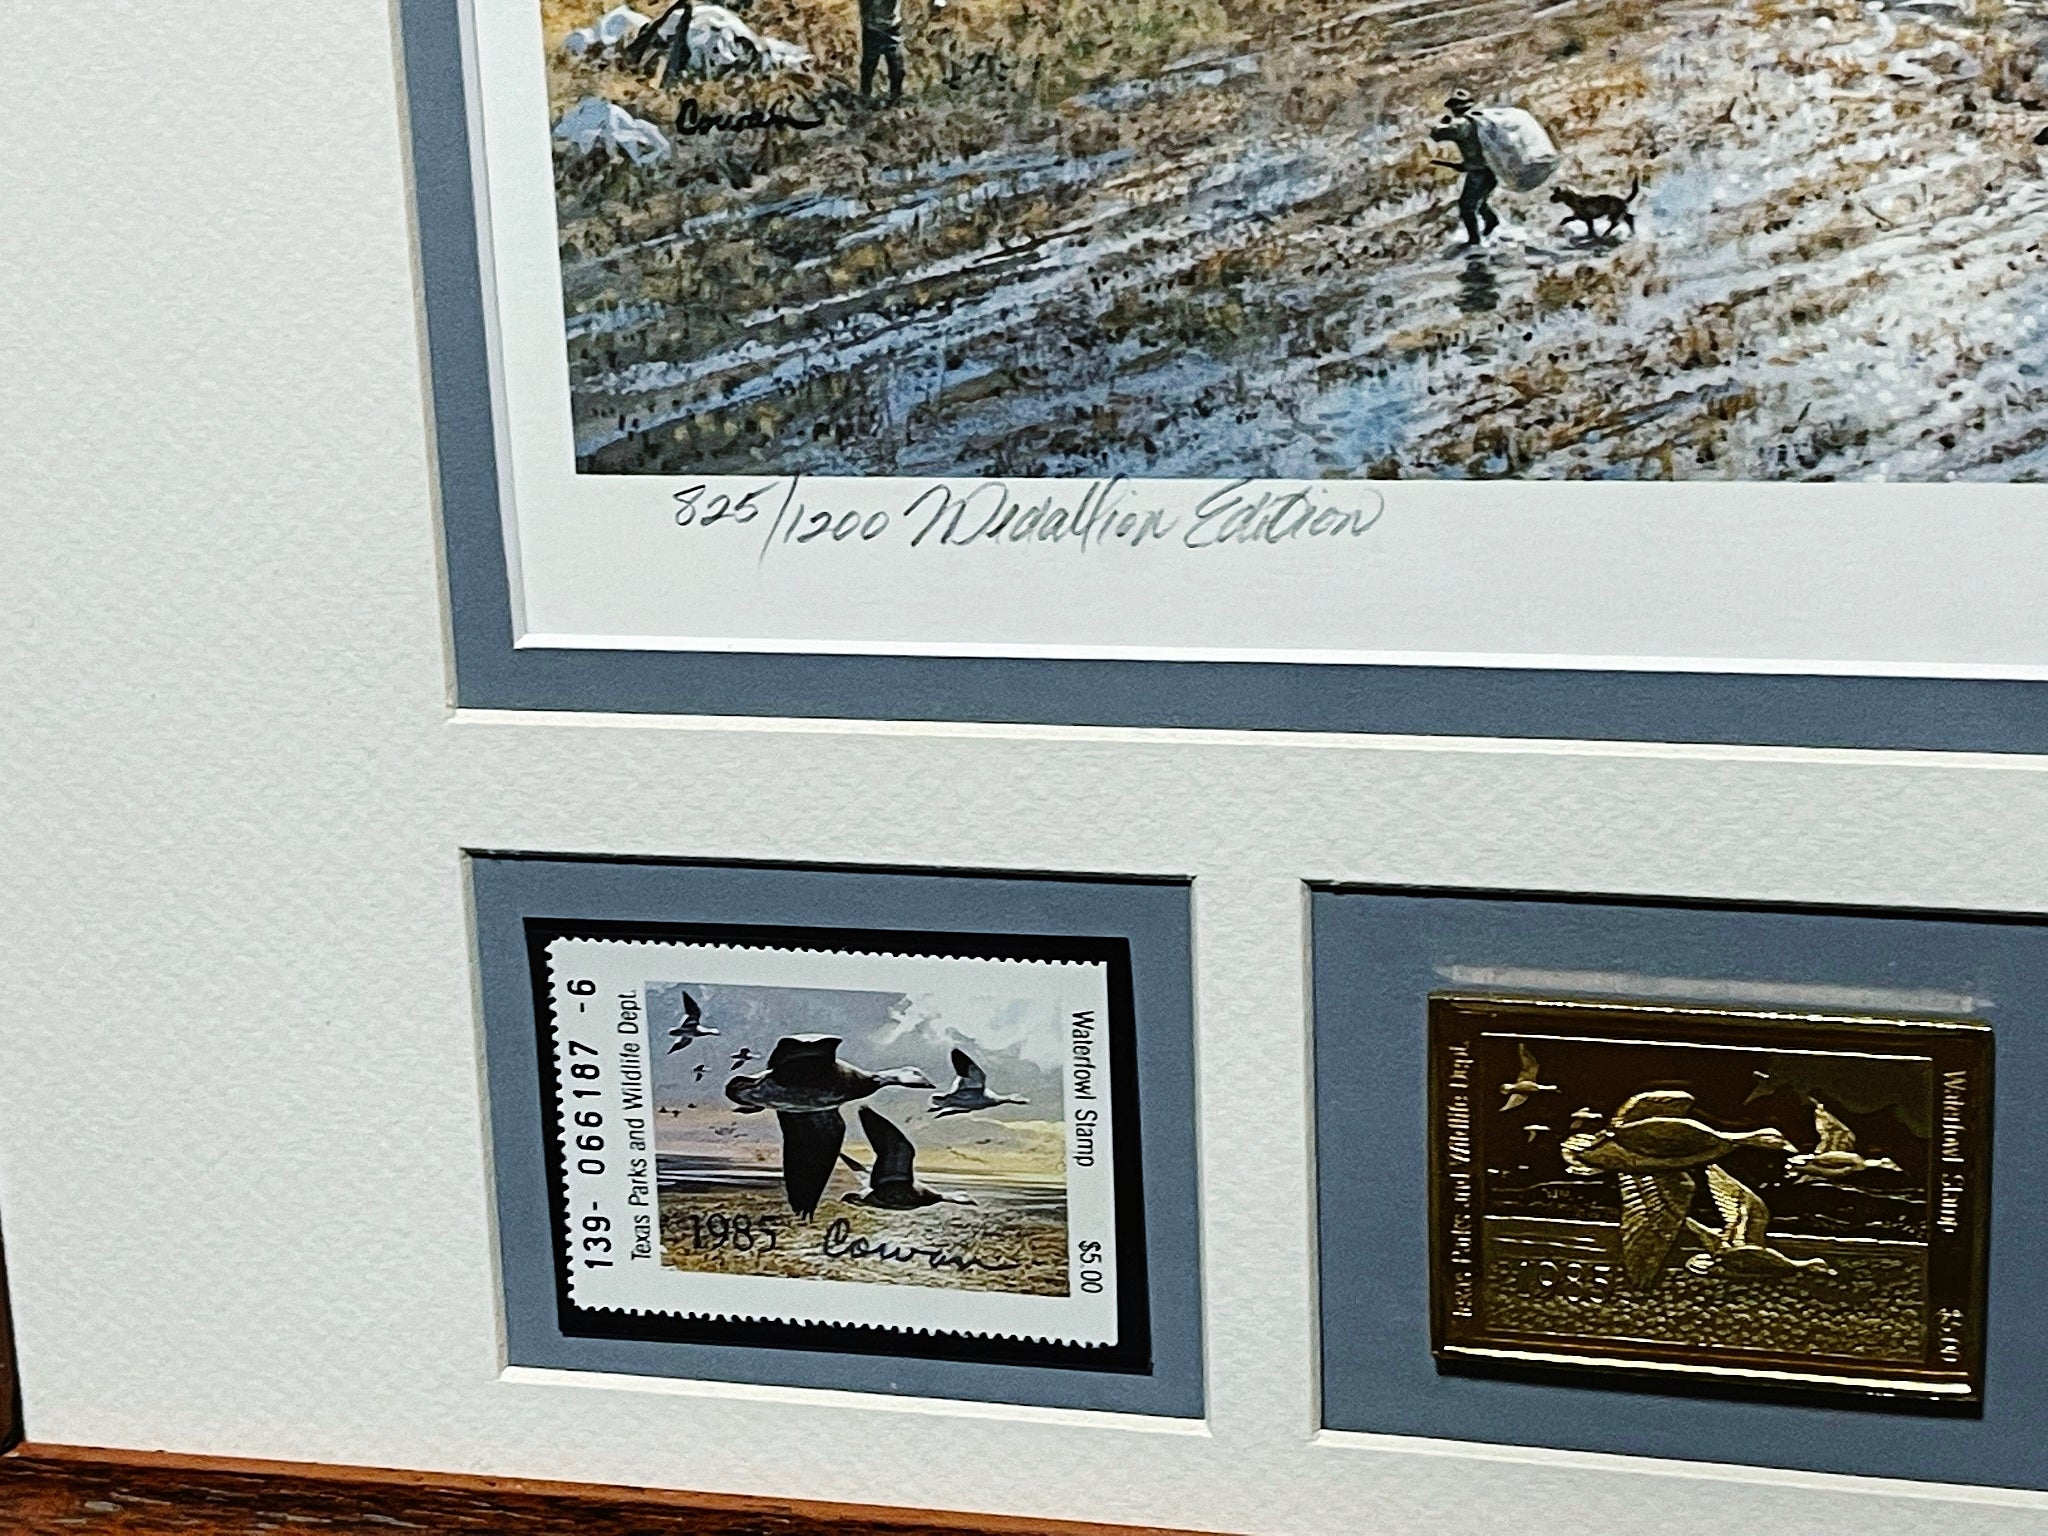 Cowan
825/1200 Medallion Edition
139- 066187 -6
Texas Parks and Wildlife Dept.
Waterfowl Stamp $5.00
1985 Cowan
Texas Parks and Wildlife Dept.
Waterfowl Stamp $5.00
1985